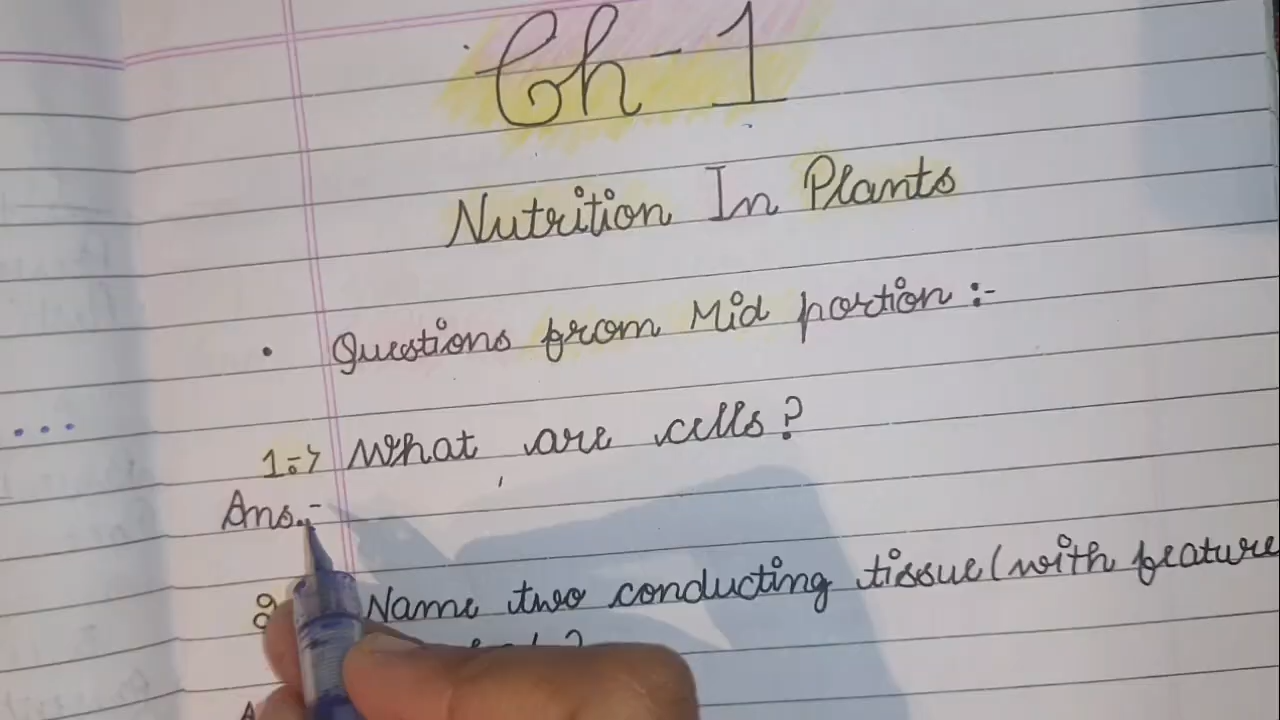 Ch-1
Nutrition In Plants
• Questions from Mid portion :-
1:> What are cells?
Ans.-
Name two conducting tissue (with feature